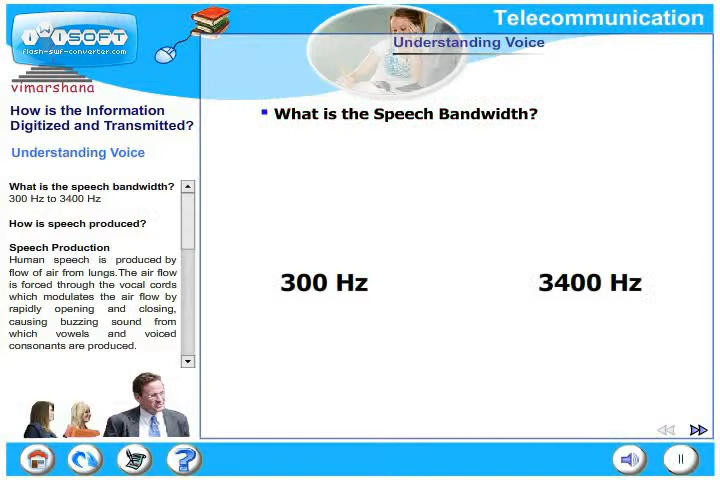 Telecommunication
Understanding Voice
iWiSOFT
flash-swf-converter.com
vimarshana
How is the Information
Digitized and Transmitted?
Understanding Voice
What is the speech bandwidth?
300 Hz to 3400 Hz
How is speech produced?
Speech Production
Human speech is produced by
flow of air from lungs.The air flow
is forced through the vocal cords
which modulates the air flow by
rapidly opening and closing,
causing buzzing sound from
which vowels and voiced
consonants are produced.
What is the Speech Bandwidth?
300 Hz 3400 Hz